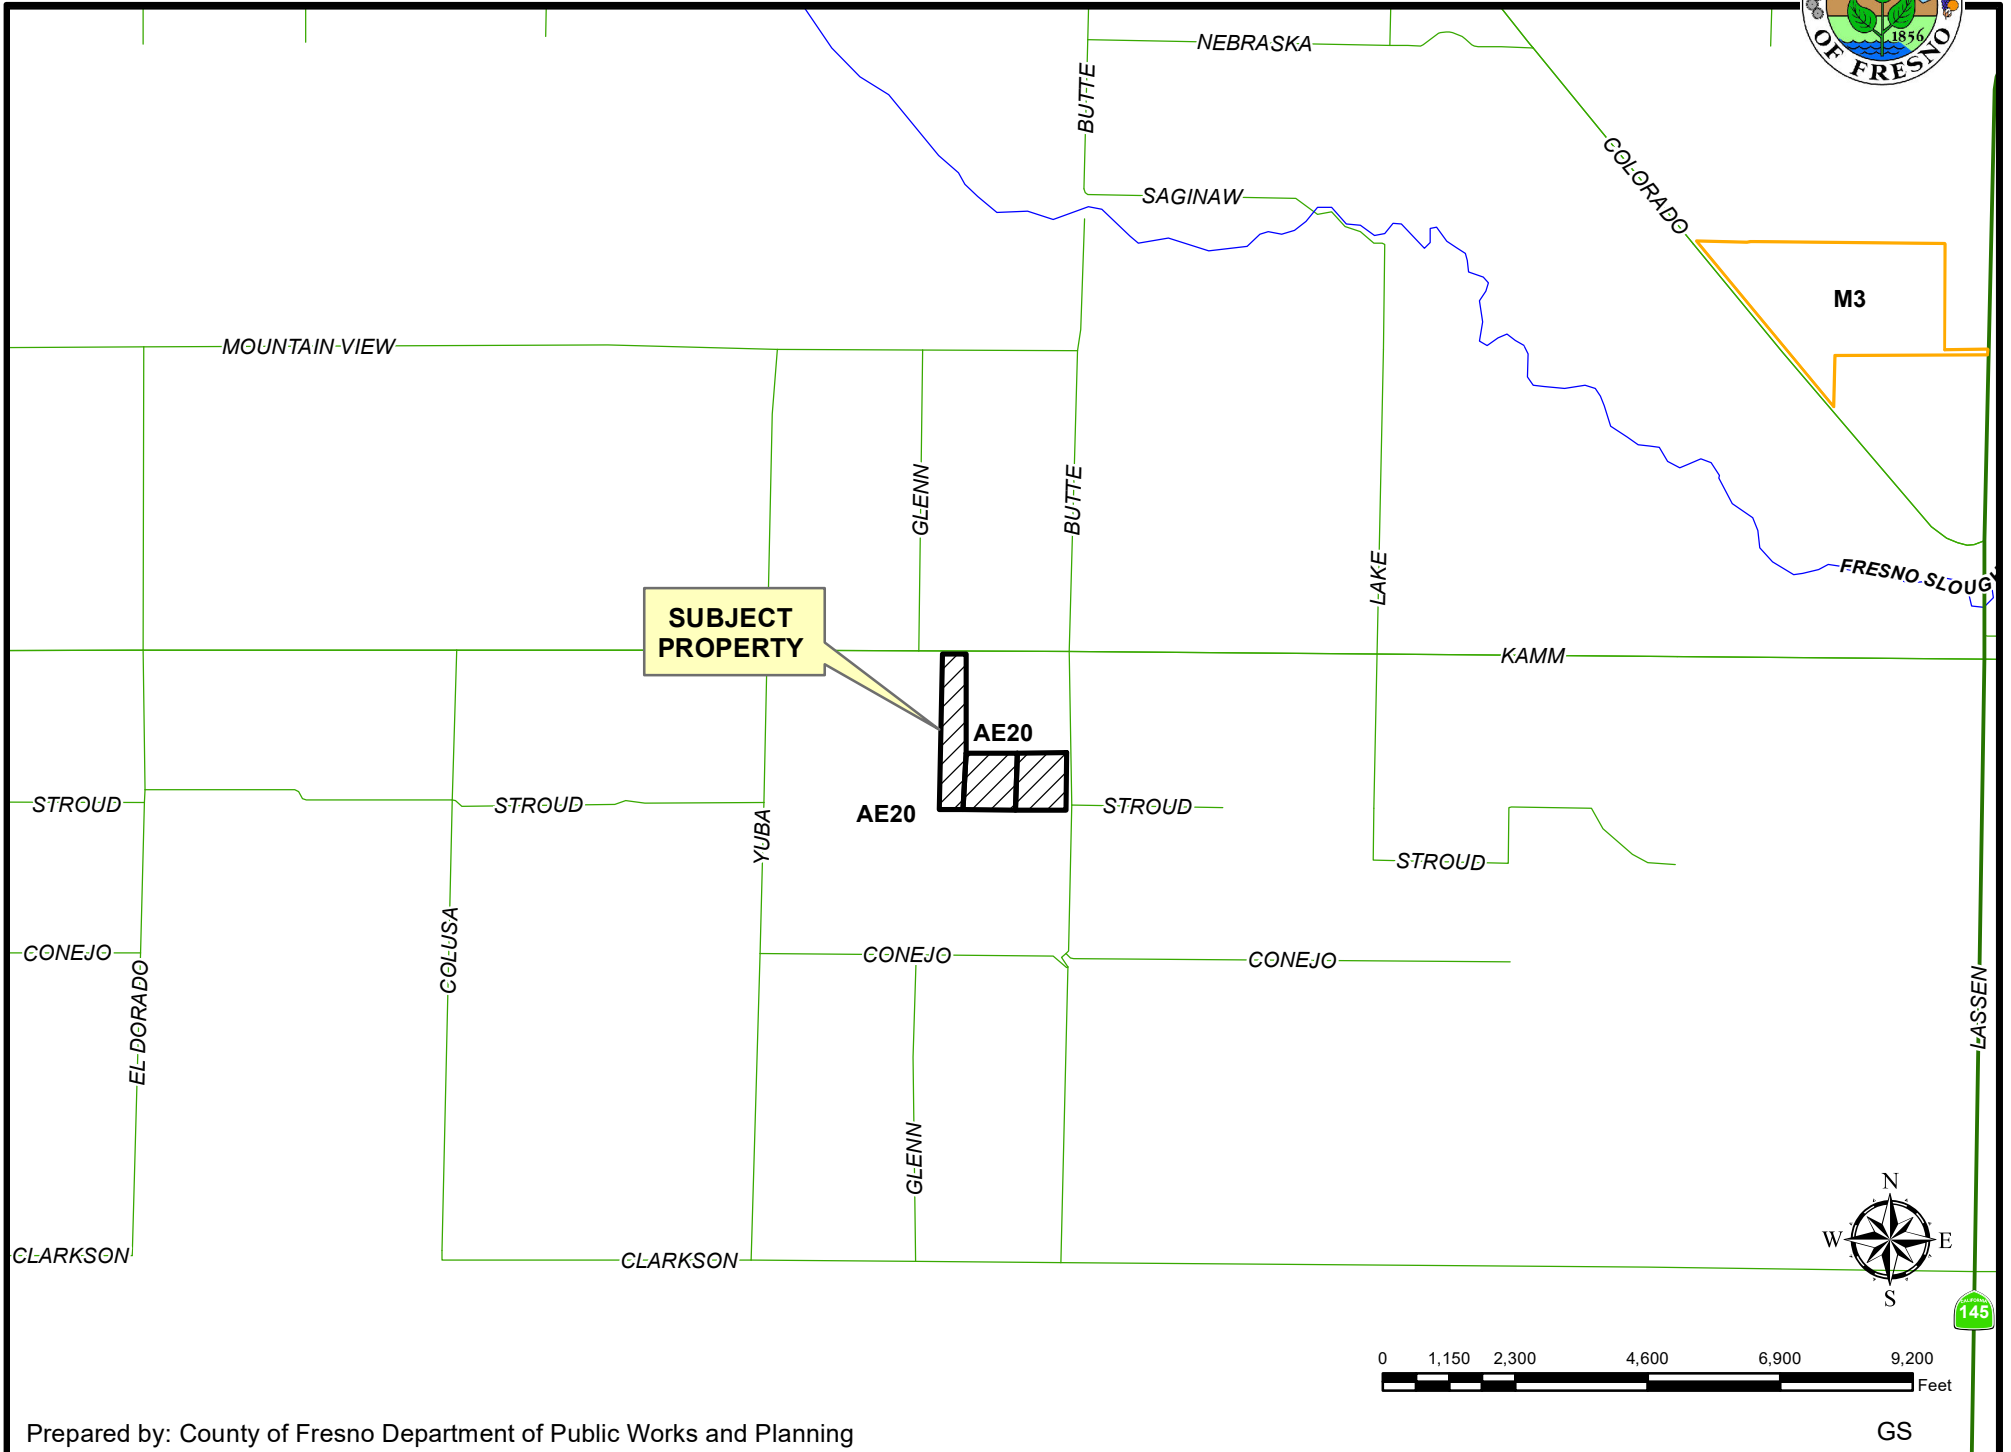 1856
OF FRESNO
NEBRASKA
BUTTE
COLORADO
SAGINAW
M3
MOUNTAIN VIEW
GLENN
BUTTE
LAKE
FRESNO SLOUGH
SUBJECT
PROPERTY
KAMM
AE20
STROUD
STROUD
AE20
STROUD
YUBA
STROUD
COLUSA
CONEJO
CONEJO
CONEJO
EL DORADO
LASSEN
GLENN
N
W
E
S
CLARKSON
CLARKSON
CALIFORNIA
145
0 1,150 2,300 4,600 6,900 9,200
Feet
Prepared by: County of Fresno Department of Public Works and Planning
GS